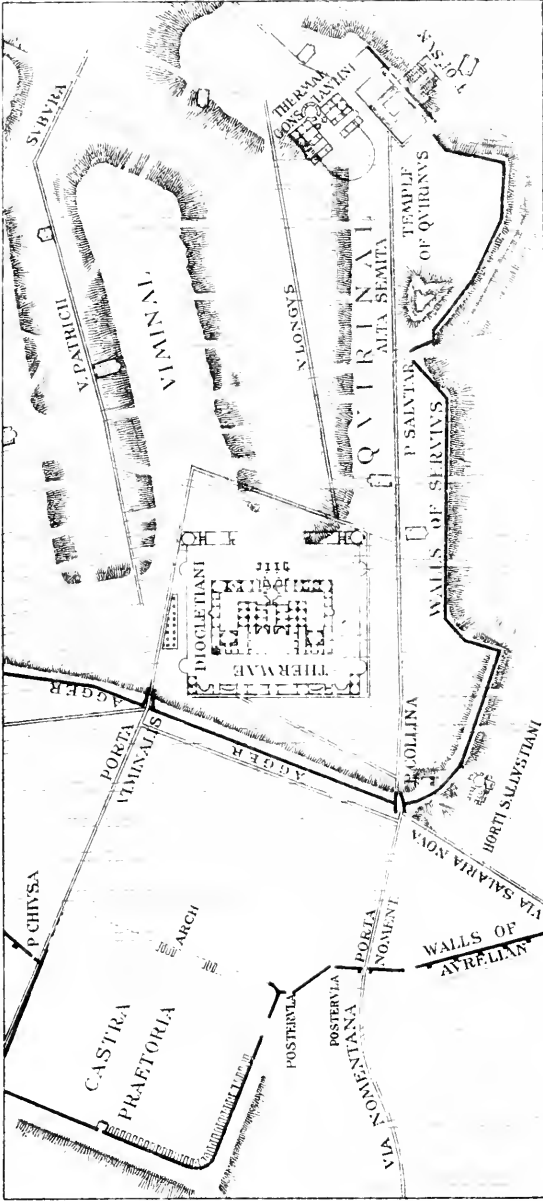 SVBVRA
V. PATRICII
VIMINAL
THERMAE
CONSTANTINI
T. OF SVN
V. LONGVS
QVIRINAL
ALTA SEMITA
TEMPLE
OF QVIRINVS
P. SALVTAR
WALLS OF SERVIVS
DIOCLETIANI
THERMAE
AGGER
PORTA
VIMINALIS
AGGER
P. COLLINA
HORTI SALLVSTIANI
VIA SALARIA NOVA
P. CHIVSA
ARCH
CASTRA
PRAETORIA
POSTERVLA
POSTERVLA
PORTA
NOMENT
WALLS OF
AVRELIAN
VIA NOMENTANA